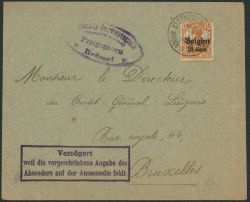 Belgien
Monsieur le Directeur
du Crédit Général Liégeois
Rue royale, 64
Bruxelles
Verzögert
weil die vorgeschriebene Angabe des
Absenders auf der Aussenseite fehlt